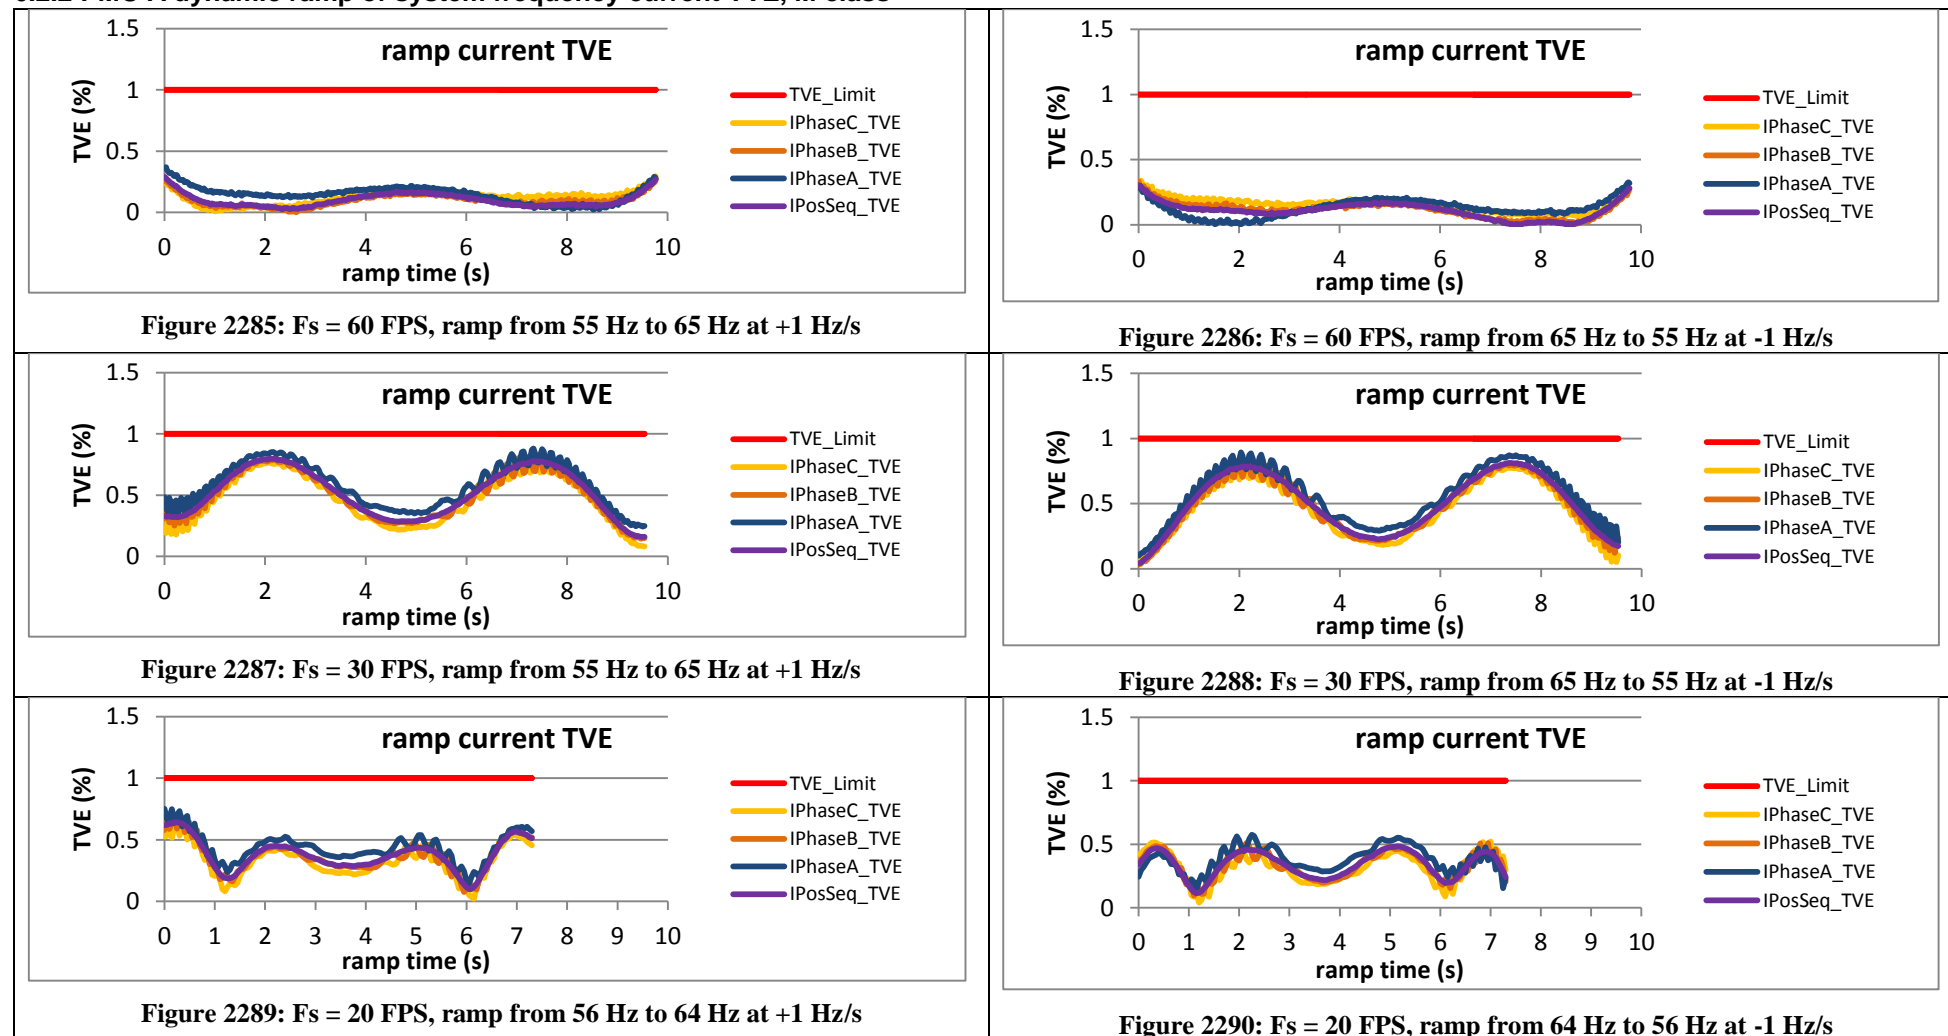 ramp current TVE
1.5
1
0.5
0
TVE (%)
0 2 4 6 8 10
ramp time (s)
TVE_Limit
IPhaseC_TVE
IPhaseB_TVE
IPhaseA_TVE
IPosSeq_TVE
Figure 2285: Fs = 60 FPS, ramp from 55 Hz to 65 Hz at +1 Hz/s
ramp current TVE
1.5
1
0.5
0
TVE (%)
0 2 4 6 8 10
ramp time (s)
TVE_Limit
IPhaseC_TVE
IPhaseB_TVE
IPhaseA_TVE
IPosSeq_TVE
Figure 2286: Fs = 60 FPS, ramp from 65 Hz to 55 Hz at -1 Hz/s
ramp current TVE
1.5
1
0.5
0
TVE (%)
0 2 4 6 8 10
ramp time (s)
TVE_Limit
IPhaseC_TVE
IPhaseB_TVE
IPhaseA_TVE
IPosSeq_TVE
Figure 2287: Fs = 30 FPS, ramp from 55 Hz to 65 Hz at +1 Hz/s
ramp current TVE
1.5
1
0.5
0
TVE (%)
0 2 4 6 8 10
ramp time (s)
TVE_Limit
IPhaseC_TVE
IPhaseB_TVE
IPhaseA_TVE
IPosSeq_TVE
Figure 2288: Fs = 30 FPS, ramp from 65 Hz to 55 Hz at -1 Hz/s
ramp current TVE
1.5
1
0.5
0
TVE (%)
0 1 2 3 4 5 6 7 8 9 10
ramp time (s)
TVE_Limit
IPhaseC_TVE
IPhaseB_TVE
IPhaseA_TVE
IPosSeq_TVE
Figure 2289: Fs = 20 FPS, ramp from 56 Hz to 64 Hz at +1 Hz/s
ramp current TVE
1.5
1
0.5
0
TVE (%)
0 1 2 3 4 5 6 7 8 9 10
ramp time (s)
TVE_Limit
IPhaseC_TVE
IPhaseB_TVE
IPhaseA_TVE
IPosSeq_TVE
Figure 2290: Fs = 20 FPS, ramp from 64 Hz to 56 Hz at -1 Hz/s